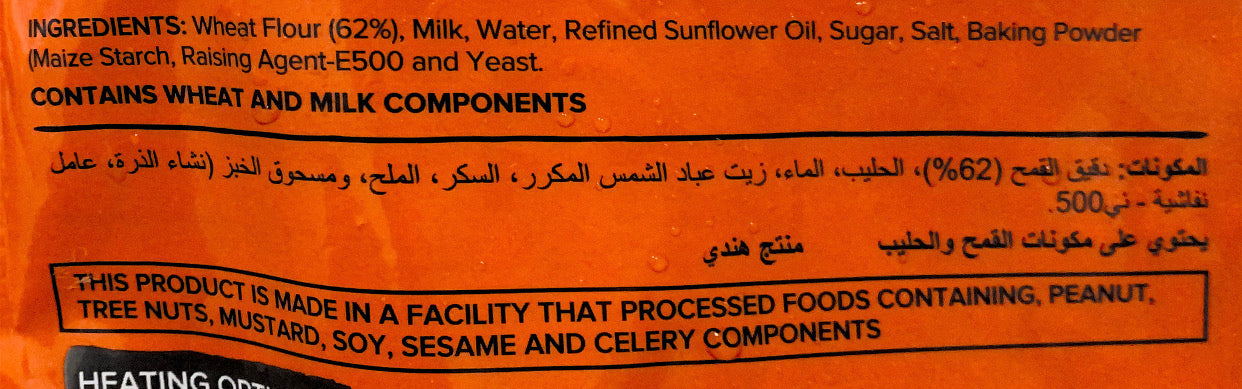 INGREDIENTS: Wheat Flour (62%), Milk, Water, Refined Sunflower Oil, Sugar, Salt, Baking Powder
(Maize Starch, Raising Agent-E500 and Yeast.
CONTAINS WHEAT AND MILK COMPONENTS
المكونات: دقيق القمح (62%)، الحليب، الماء، زيت عباد الشمس المكرر، السكر، الملح، ومسحوق الخبز (نشاء الذرة، عامل
نفاشية - ني500.
يحتوي على مكونات القمح والحليب منتج هندي
THIS PRODUCT IS MADE IN A FACILITY THAT PROCESSED FOODS CONTAINING, PEANUT,
TREE NUTS, MUSTARD, SOY, SESAME AND CELERY COMPONENTS
HEATING